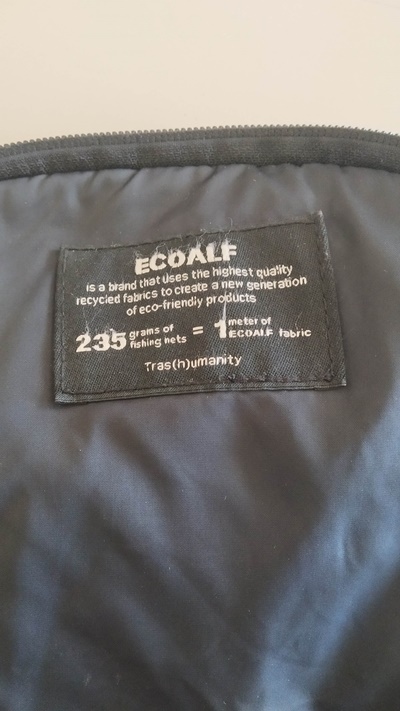 ECOALF
is a brand that uses the highest quality
recycled fabrics to create a new generation
of eco-friendly products
235 grams of fishing nets = 1 meter of ECOALF fabric
Tras(h)umanity